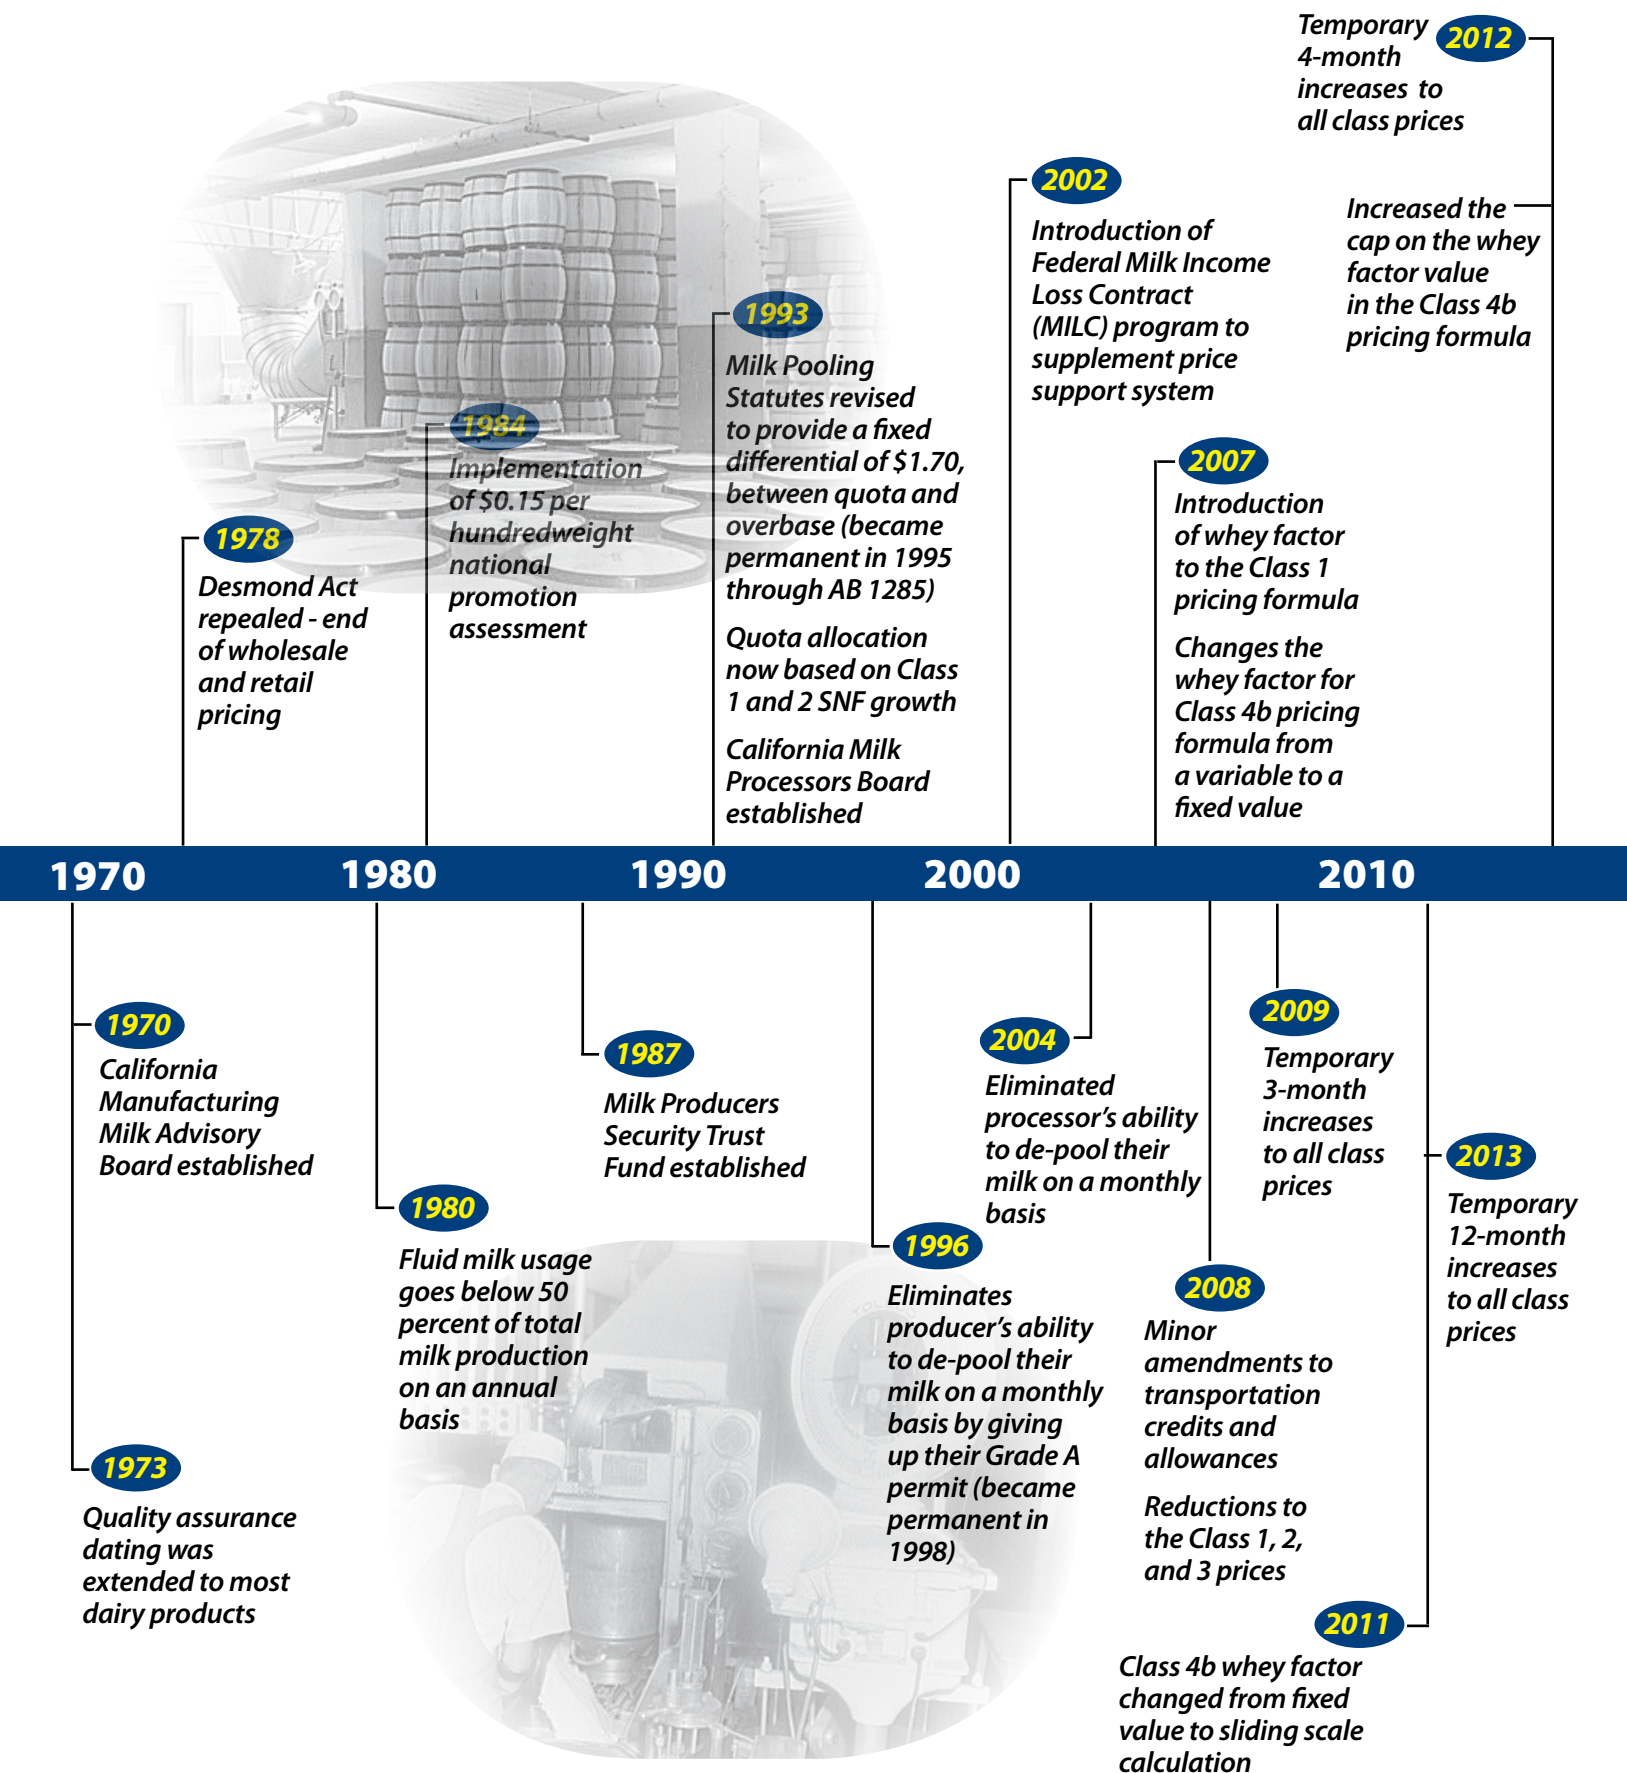 Temporary
4-month
increases to
all class prices
2012
Increased the
cap on the whey
factor value
in the Class 4b
pricing formula
2002
Introduction of
Federal Milk Income
Loss Contract
(MILC) program to
supplement price
support system
1993
Milk Pooling
Statutes revised
to provide a fixed
differential of $1.70,
between quota and
overbase (became
permanent in 1995
through AB 1285)
Quota allocation
now based on Class
1 and 2 SNF growth
California Milk
Processors Board
established
1984
Implementation
of $0.15 per
hundredweight
national
promotion
assessment
2007
Introduction
of whey factor
to the Class 1
pricing formula
Changes the
whey factor for
Class 4b pricing
formula from
a variable to a
fixed value
1978
Desmond Act
repealed - end
of wholesale
and retail
pricing
1970
1980
1990
2000
2010
1970
California
Manufacturing
Milk Advisory
Board established
1973
Quality assurance
dating was
extended to most
dairy products
1980
Fluid milk usage
goes below 50
percent of total
milk production
on an annual
basis
1987
Milk Producers
Security Trust
Fund established
1996
Eliminates
producer's ability
to de-pool their
milk on a monthly
basis by giving
up their Grade A
permit (became
permanent in
1998)
2004
Eliminated
processor's ability
to de-pool their
milk on a monthly
basis
2008
Minor
amendments to
transportation
credits and
allowances
Reductions to
the Class 1, 2,
and 3 prices
2009
Temporary
3-month
increases
to all class
prices
2013
Temporary
12-month
increases
to all class
prices
2011
Class 4b whey factor
changed from fixed
value to sliding scale
calculation